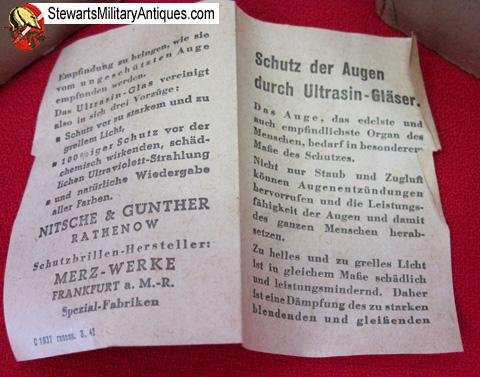 StewartsMilitaryAntiques.com
Empfindung zu bringen, wie sie
vom ungeschützten Auge
empfunden werden.
Das Ultrasin-Glas vereinigt
also in sich drei Vorzüge:
Schutz vor zu starkem und zu
grellem Licht,
100%iger Schutz vor der
chemisch wirkenden, schäd-
lichen Ultraviolett-Strahlung
und natürliche Wiedergabe
aller Farben.
NITSCHE & GÜNTHER
RATHENOW
Schutzbrillen-Hersteller:
MERZ-WERKE
FRANKFURT a. M.-R.
Spezial-Fabriken
C 1937 3. 41
Schutz der Augen
durch Ultrasin-Gläser.
Das Auge, das edelste und
auch empfindlichste Organ des
Menschen, bedarf in besonderer
Maße des Schutzes.
Nicht nur Staub und Zugluft
können Augenentzündungen
hervorrufen und die Leistungs-
fähigkeit der Augen und damit
des ganzen Menschen herab-
setzen.
Zu helles und zu grelles Licht
ist in gleichem Maße schädlich
und leistungsmindernd. Daher
ist eine Dämpfung des zu starken
blendenden und gleißenden